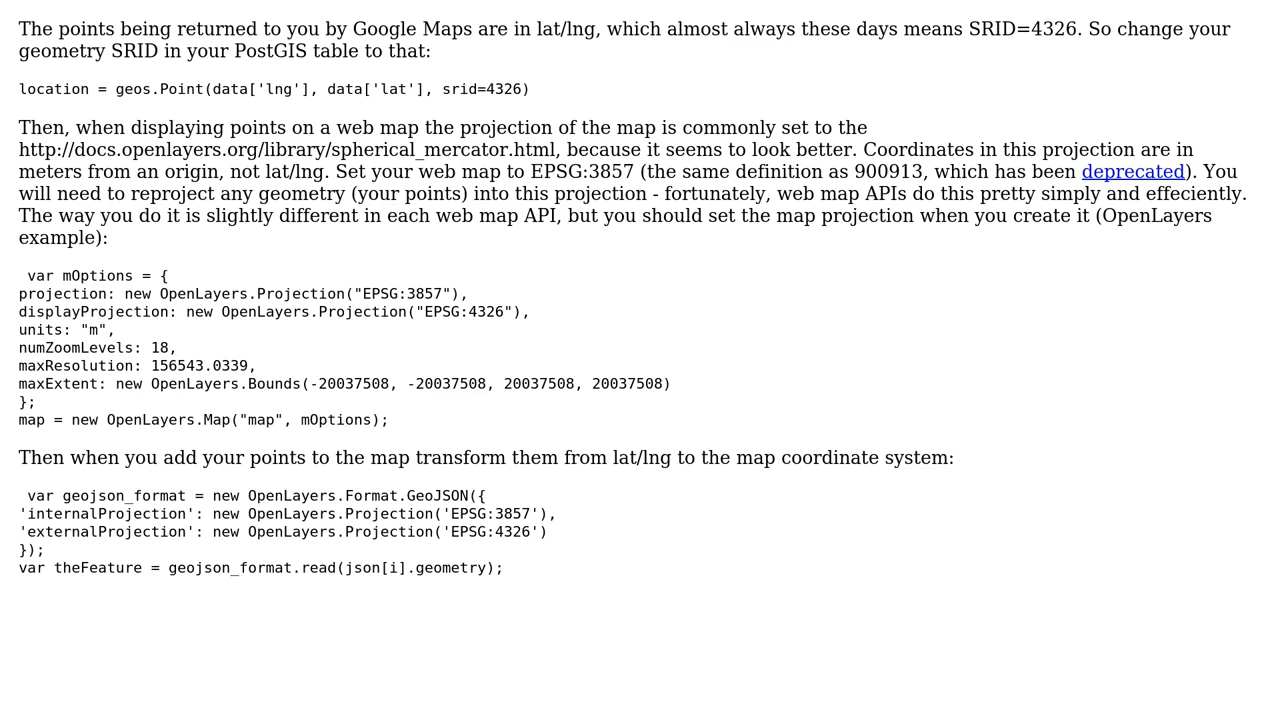 The points being returned to you by Google Maps are in lat/lng, which almost always these days means SRID=4326. So change your
geometry SRID in your PostGIS table to that:
location = geos.Point(data['lng'], data['lat'], srid=4326)
Then, when displaying points on a web map the projection of the map is commonly set to the
http://docs.openlayers.org/library/spherical_mercator.html, because it seems to look better. Coordinates in this projection are in
meters from an origin, not lat/lng. Set your web map to EPSG:3857 (the same definition as 900913, which has been deprecated). You
will need to reproject any geometry (your points) into this projection - fortunately, web map APIs do this pretty simply and effeciently.
The way you do it is slightly different in each web map API, but you should set the map projection when you create it (OpenLayers
example):
var mOptions = {
projection: new OpenLayers.Projection("EPSG:3857"),
displayProjection: new OpenLayers.Projection("EPSG:4326"),
units: "m",
numZoomLevels: 18,
maxResolution: 156543.0339,
maxExtent: new OpenLayers.Bounds(-20037508, -20037508, 20037508, 20037508)
};
map = new OpenLayers.Map("map", mOptions);
Then when you add your points to the map transform them from lat/lng to the map coordinate system:
var geojson_format = new OpenLayers.Format.GeoJSON({
'internalProjection': new OpenLayers.Projection('EPSG:3857'),
'externalProjection': new OpenLayers.Projection('EPSG:4326')
});
var theFeature = geojson_format.read(json[i].geometry);